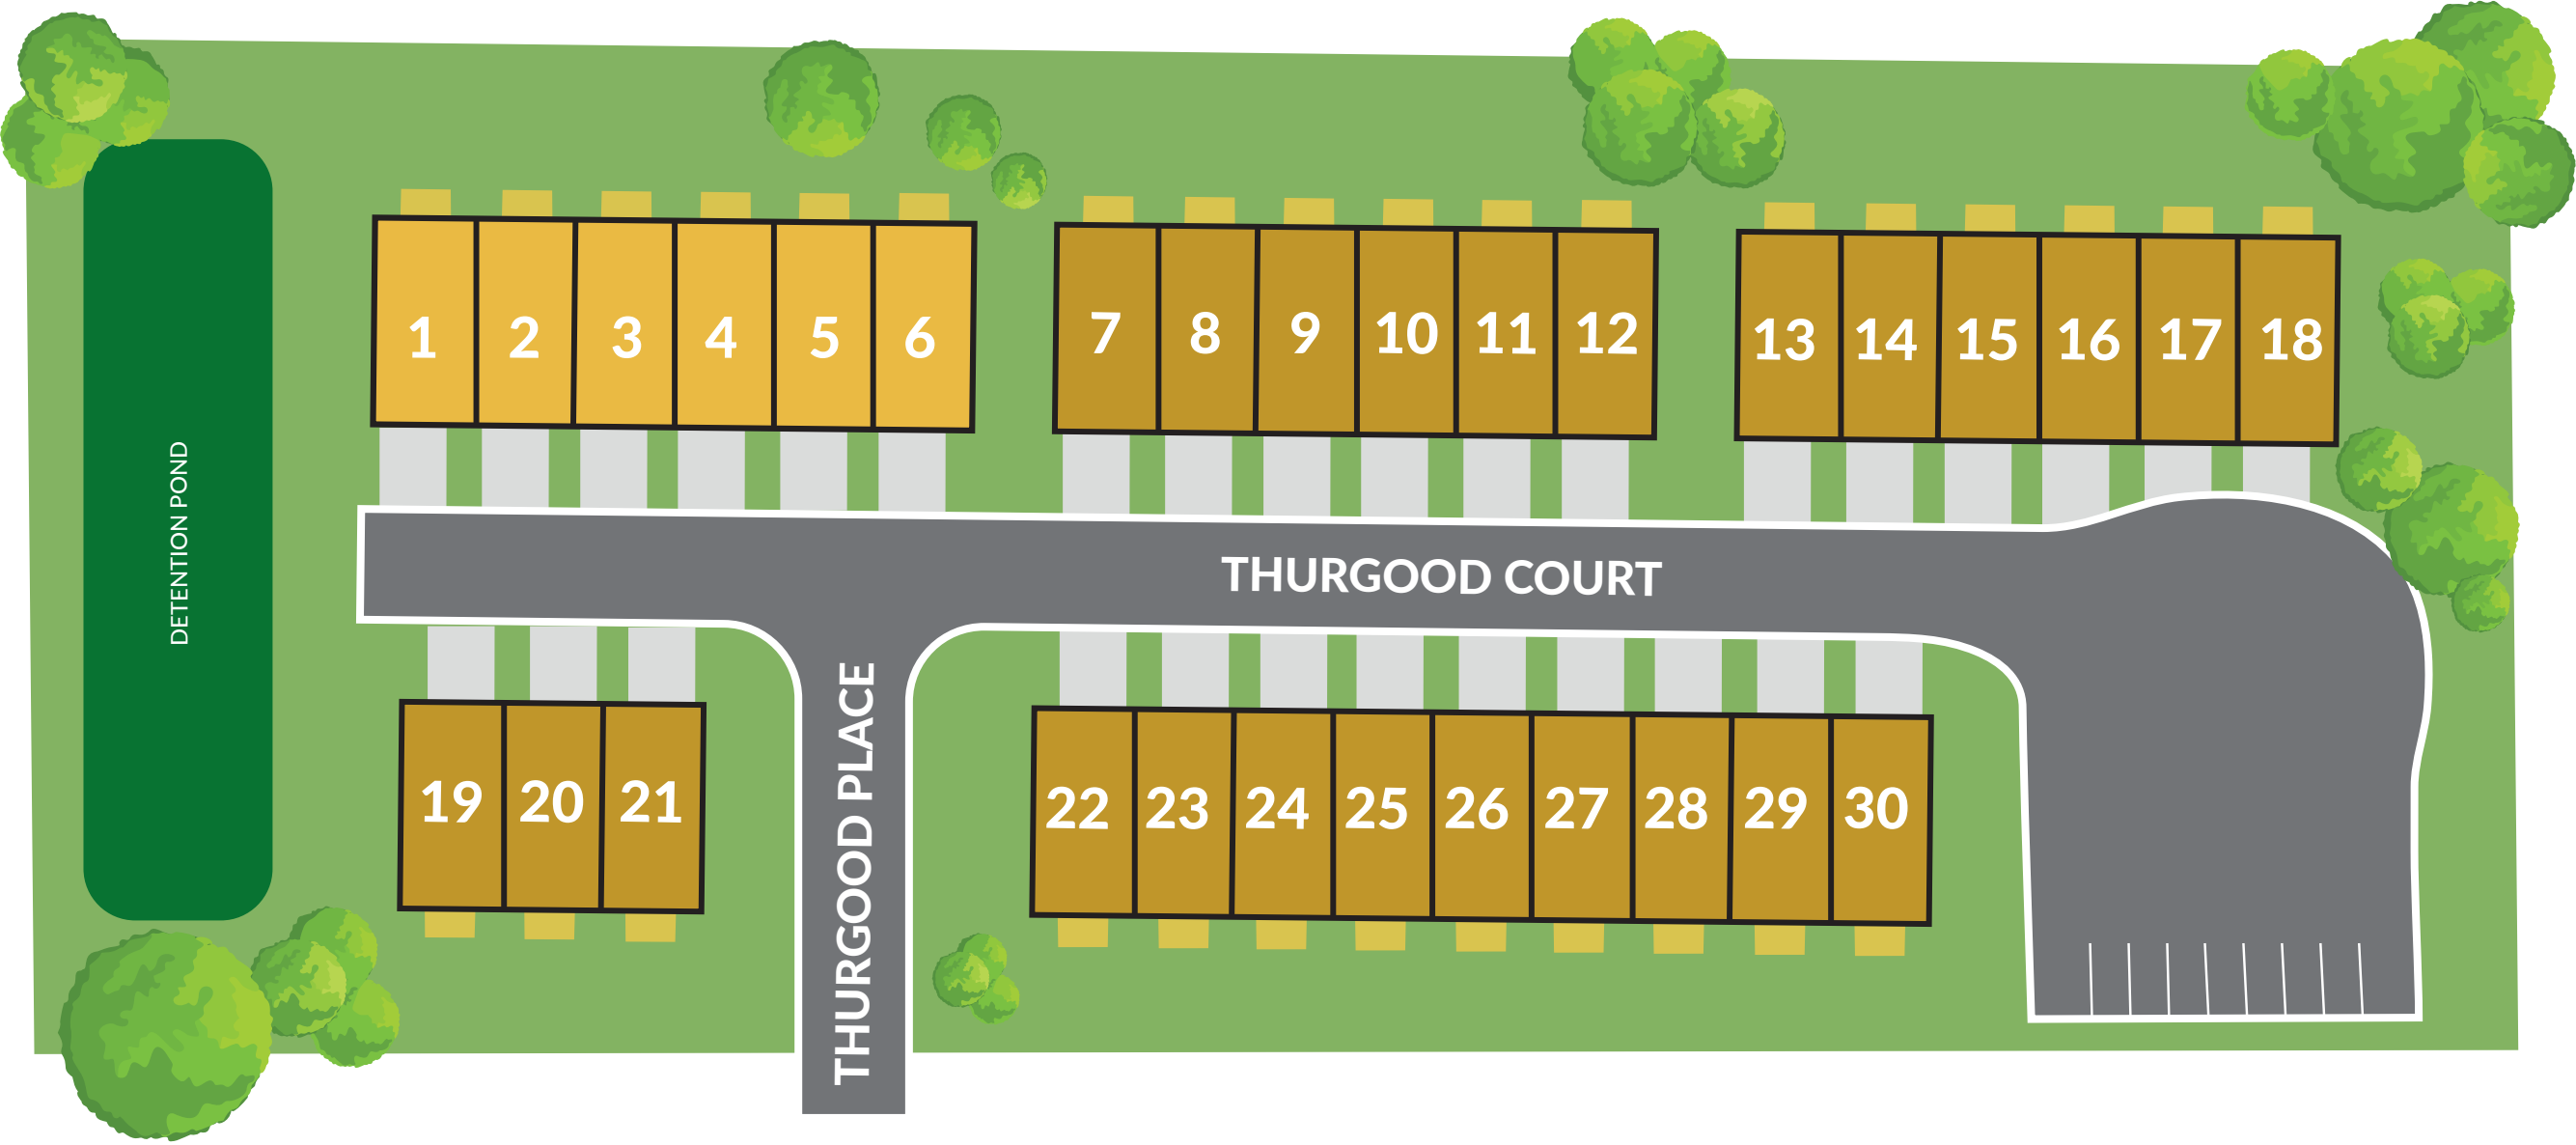 1 2 3 4 5 6 7 8 9 10 11 12 13 14 15 16 17 18
DETENTION POND
THURGOOD COURT
THURGOOD PLACE
19 20 21 22 23 24 25 26 27 28 29 30